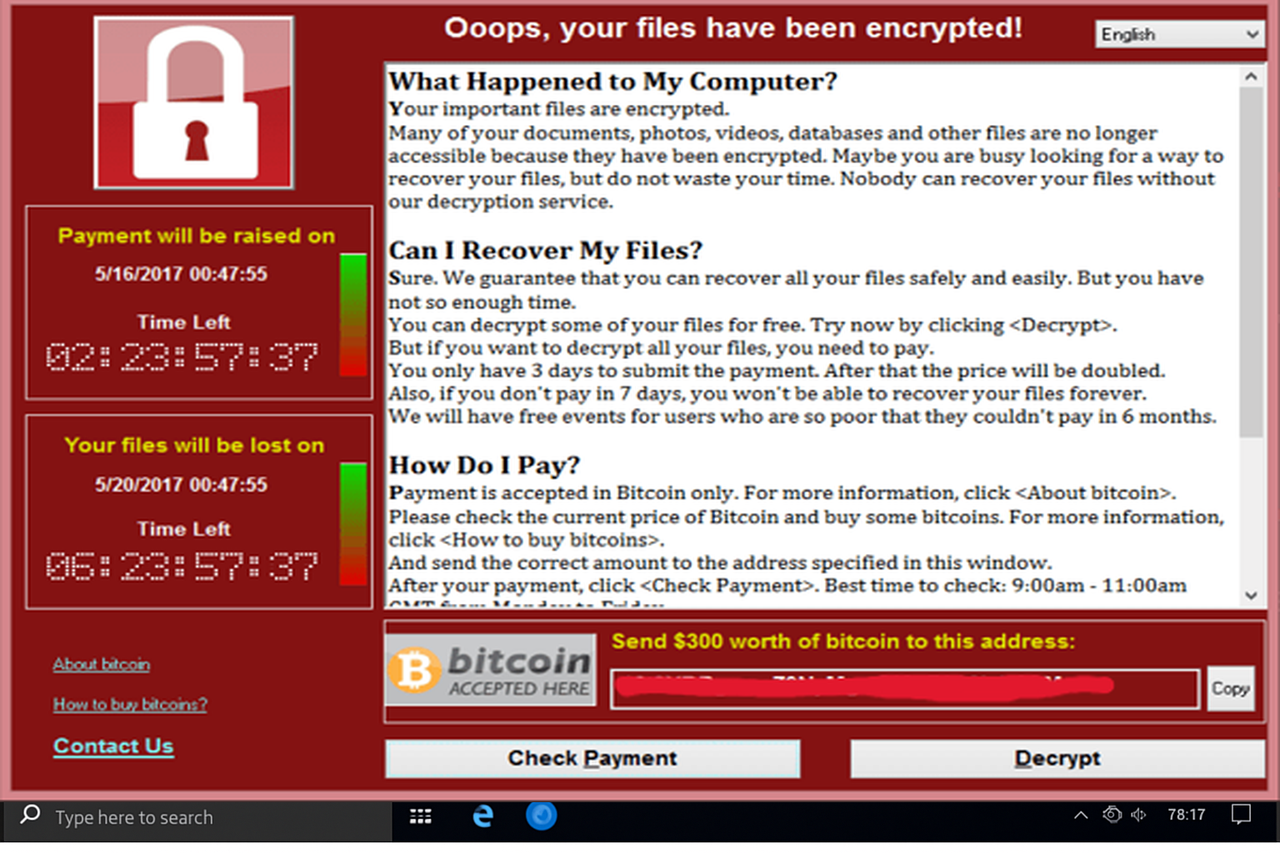 Ooops, your files have been encrypted!
English
What Happened to My Computer?
Your important files are encrypted.
Many of your documents, photos, videos, databases and other files are no longer
accessible because they have been encrypted. Maybe you are busy looking for a way to
recover your files, but do not waste your time. Nobody can recover your files without
our decryption service.
Can I Recover My Files?
Sure. We guarantee that you can recover all your files safely and easily. But you have
not so enough time.
You can decrypt some of your files for free. Try now by clicking <Decrypt>.
But if you want to decrypt all your files, you need to pay.
You only have 3 days to submit the payment. After that the price will be doubled.
Also, if you don't pay in 7 days, you won't be able to recover your files forever.
We will have free events for users who are so poor that they couldn't pay in 6 months.
How Do I Pay?
Payment is accepted in Bitcoin only. For more information, click <About bitcoin>.
Please check the current price of Bitcoin and buy some bitcoins. For more information,
click <How to buy bitcoins>.
And send the correct amount to the address specified in this window.
After your payment, click <Check Payment>. Best time to check: 9:00am - 11:00am
GMT from Monday to Friday
Payment will be raised on
5/16/2017 00:47:55
Time Left
02:23:57:37
Your files will be lost on
5/20/2017 00:47:55
Time Left
06:23:57:37
About bitcoin
How to buy bitcoins?
Contact Us
bitcoin
ACCEPTED HERE
Send $300 worth of bitcoin to this address:
Copy
Check Payment
Decrypt
Type here to search
78:17